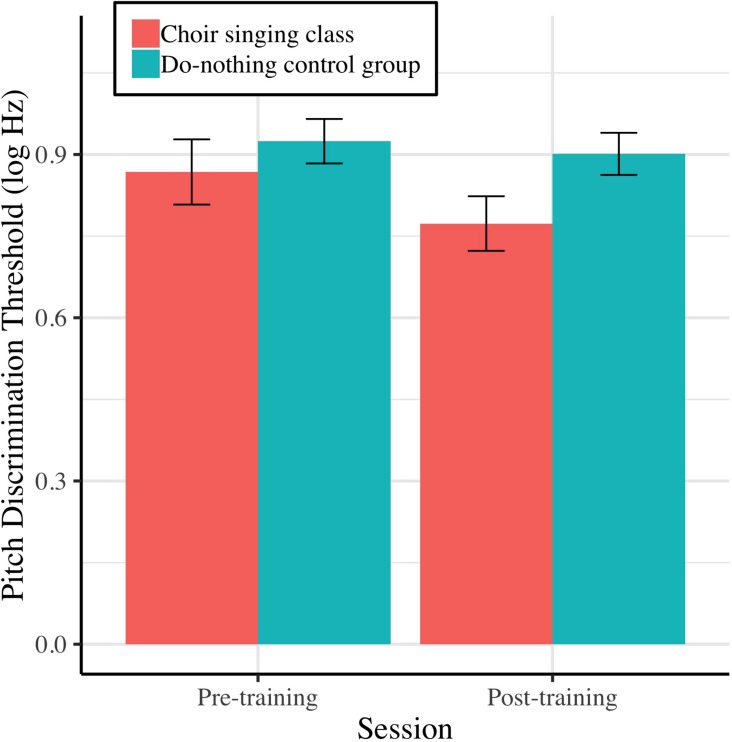 Choir singing class
Do-nothing control group
Pitch Discrimination Threshold (log Hz)
0.9
0.6
0.3
0.0
Pre-training
Post-training
Session